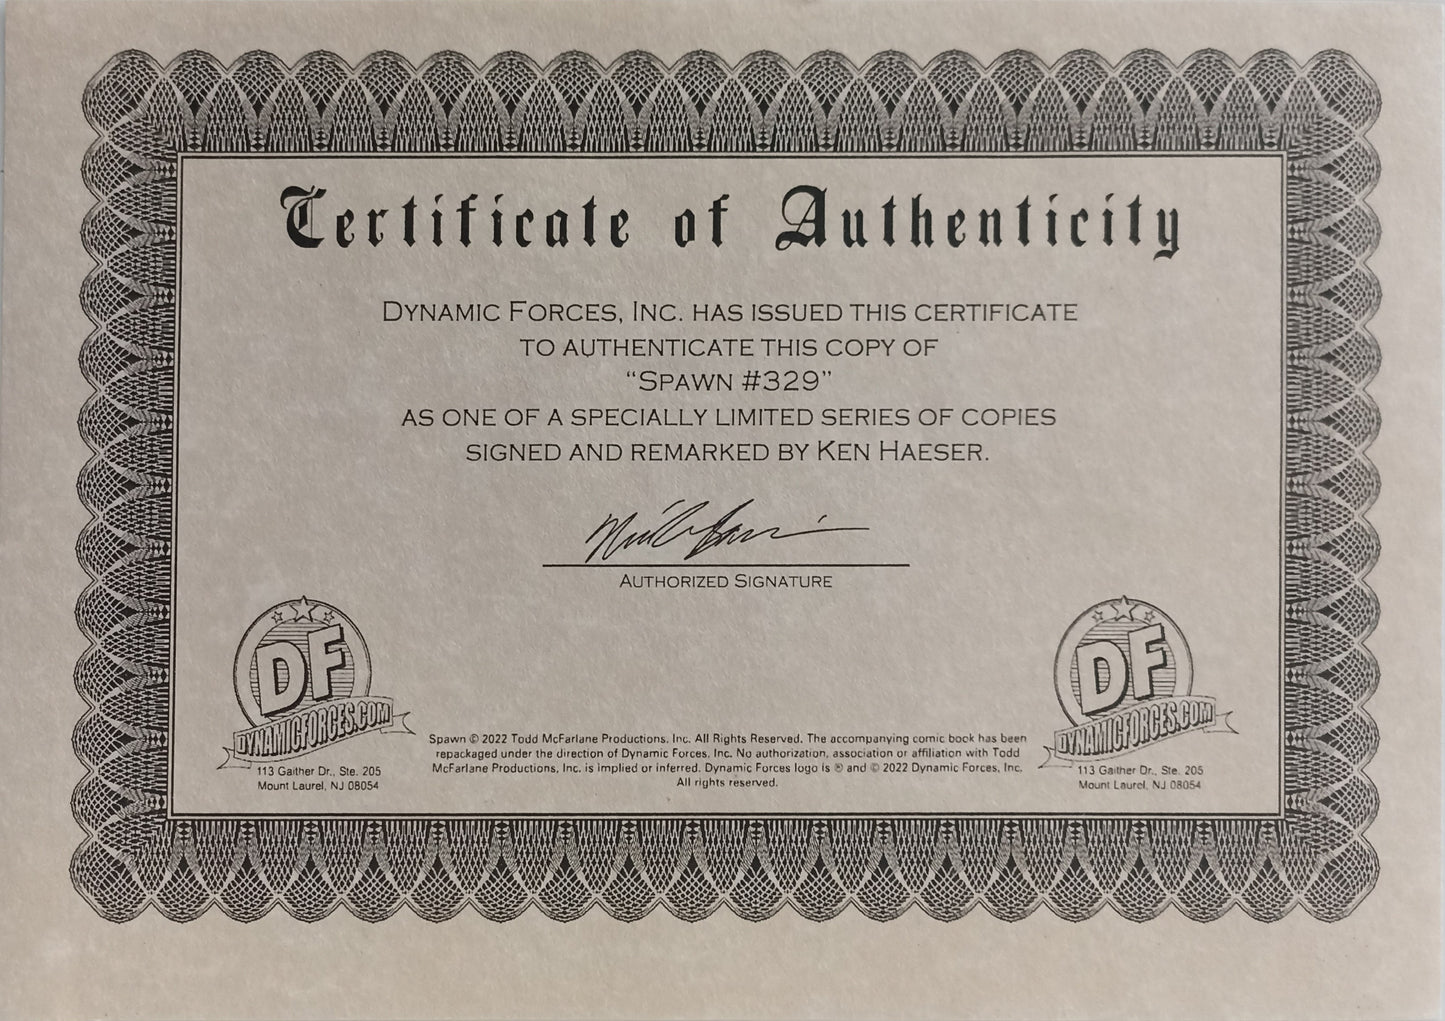 Certificate of Authenticity
DYNAMIC FORCES, INC. HAS ISSUED THIS CERTIFICATE
TO AUTHENTICATE THIS COPY OF
“SPAWN #329”
AS ONE OF A SPECIALLY LIMITED SERIES OF COPIES
SIGNED AND REMARKED BY KEN HAESER.
AUTHORIZED SIGNATURE
DF
DYNAMICFORCES.COM
113 Gaither Dr., Ste. 205
Mount Laurel, NJ 08054
Spawn © 2022 Todd McFarlane Productions, Inc. All Rights Reserved. The accompanying comic book has been
repackaged under the direction of Dynamic Forces, Inc. No authorization, association or affiliation with Todd
McFarlane Productions, Inc. is implied or inferred. Dynamic Forces logo is ® and © 2022 Dynamic Forces, Inc.
All rights reserved.
DF
DYNAMICFORCES.COM
113 Gaither Dr., Ste. 205
Mount Laurel, NJ 08054